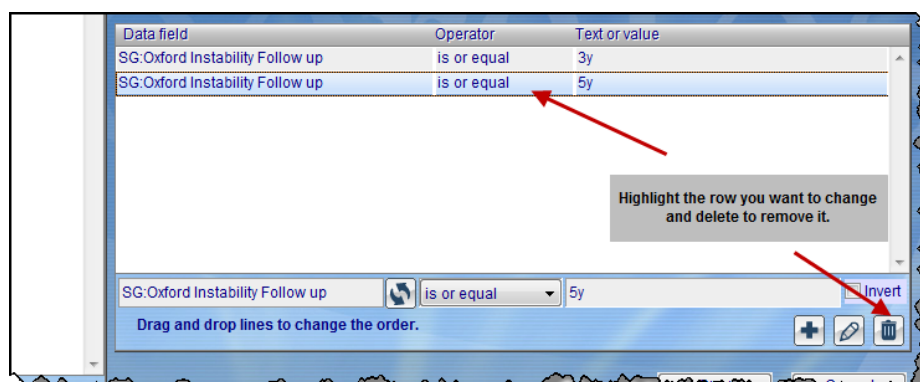 Data field Operator Text or value
SG:Oxford Instability Follow up is or equal 3y
SG:Oxford Instability Follow up is or equal 5y
Highlight the row you want to change
and delete to remove it.
SG:Oxford Instability Follow up is or equal 5y Invert
Drag and drop lines to change the order.